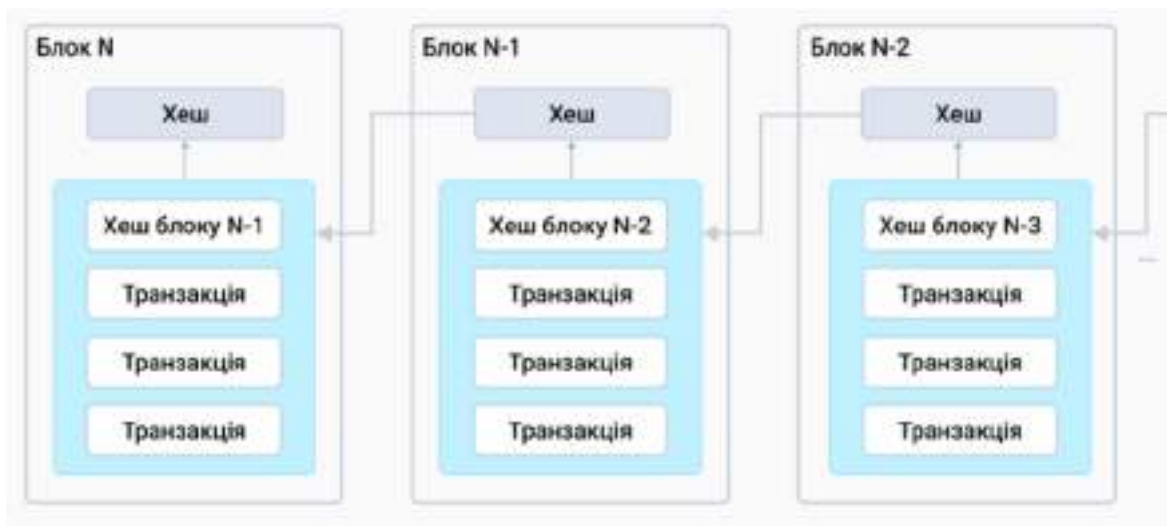 Блок N
Хеш
Хеш блоку N-1
Транзакція
Транзакція
Транзакція
Блок N-1
Хеш
Хеш блоку N-2
Транзакція
Транзакція
Транзакція
Блок N-2
Хеш
Хеш блоку N-3
Транзакція
Транзакція
Транзакція
...